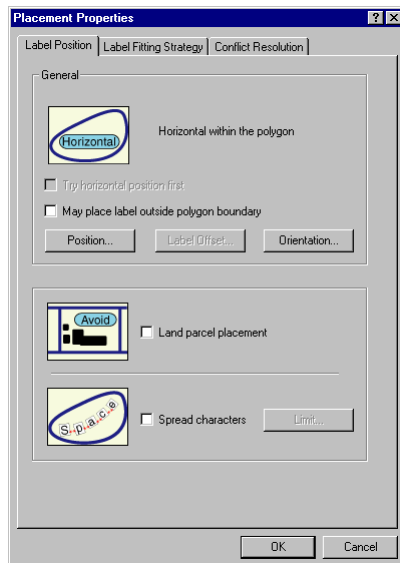 Placement Properties
Label Position
Label Fitting Strategy
Conflict Resolution
General
Horizontal
Horizontal within the polygon
Try horizontal position first
May place label outside polygon boundary
Position...
Label Offset...
Orientation...
Avoid
Land parcel placement
Space
Spread characters
Limit...
OK
Cancel